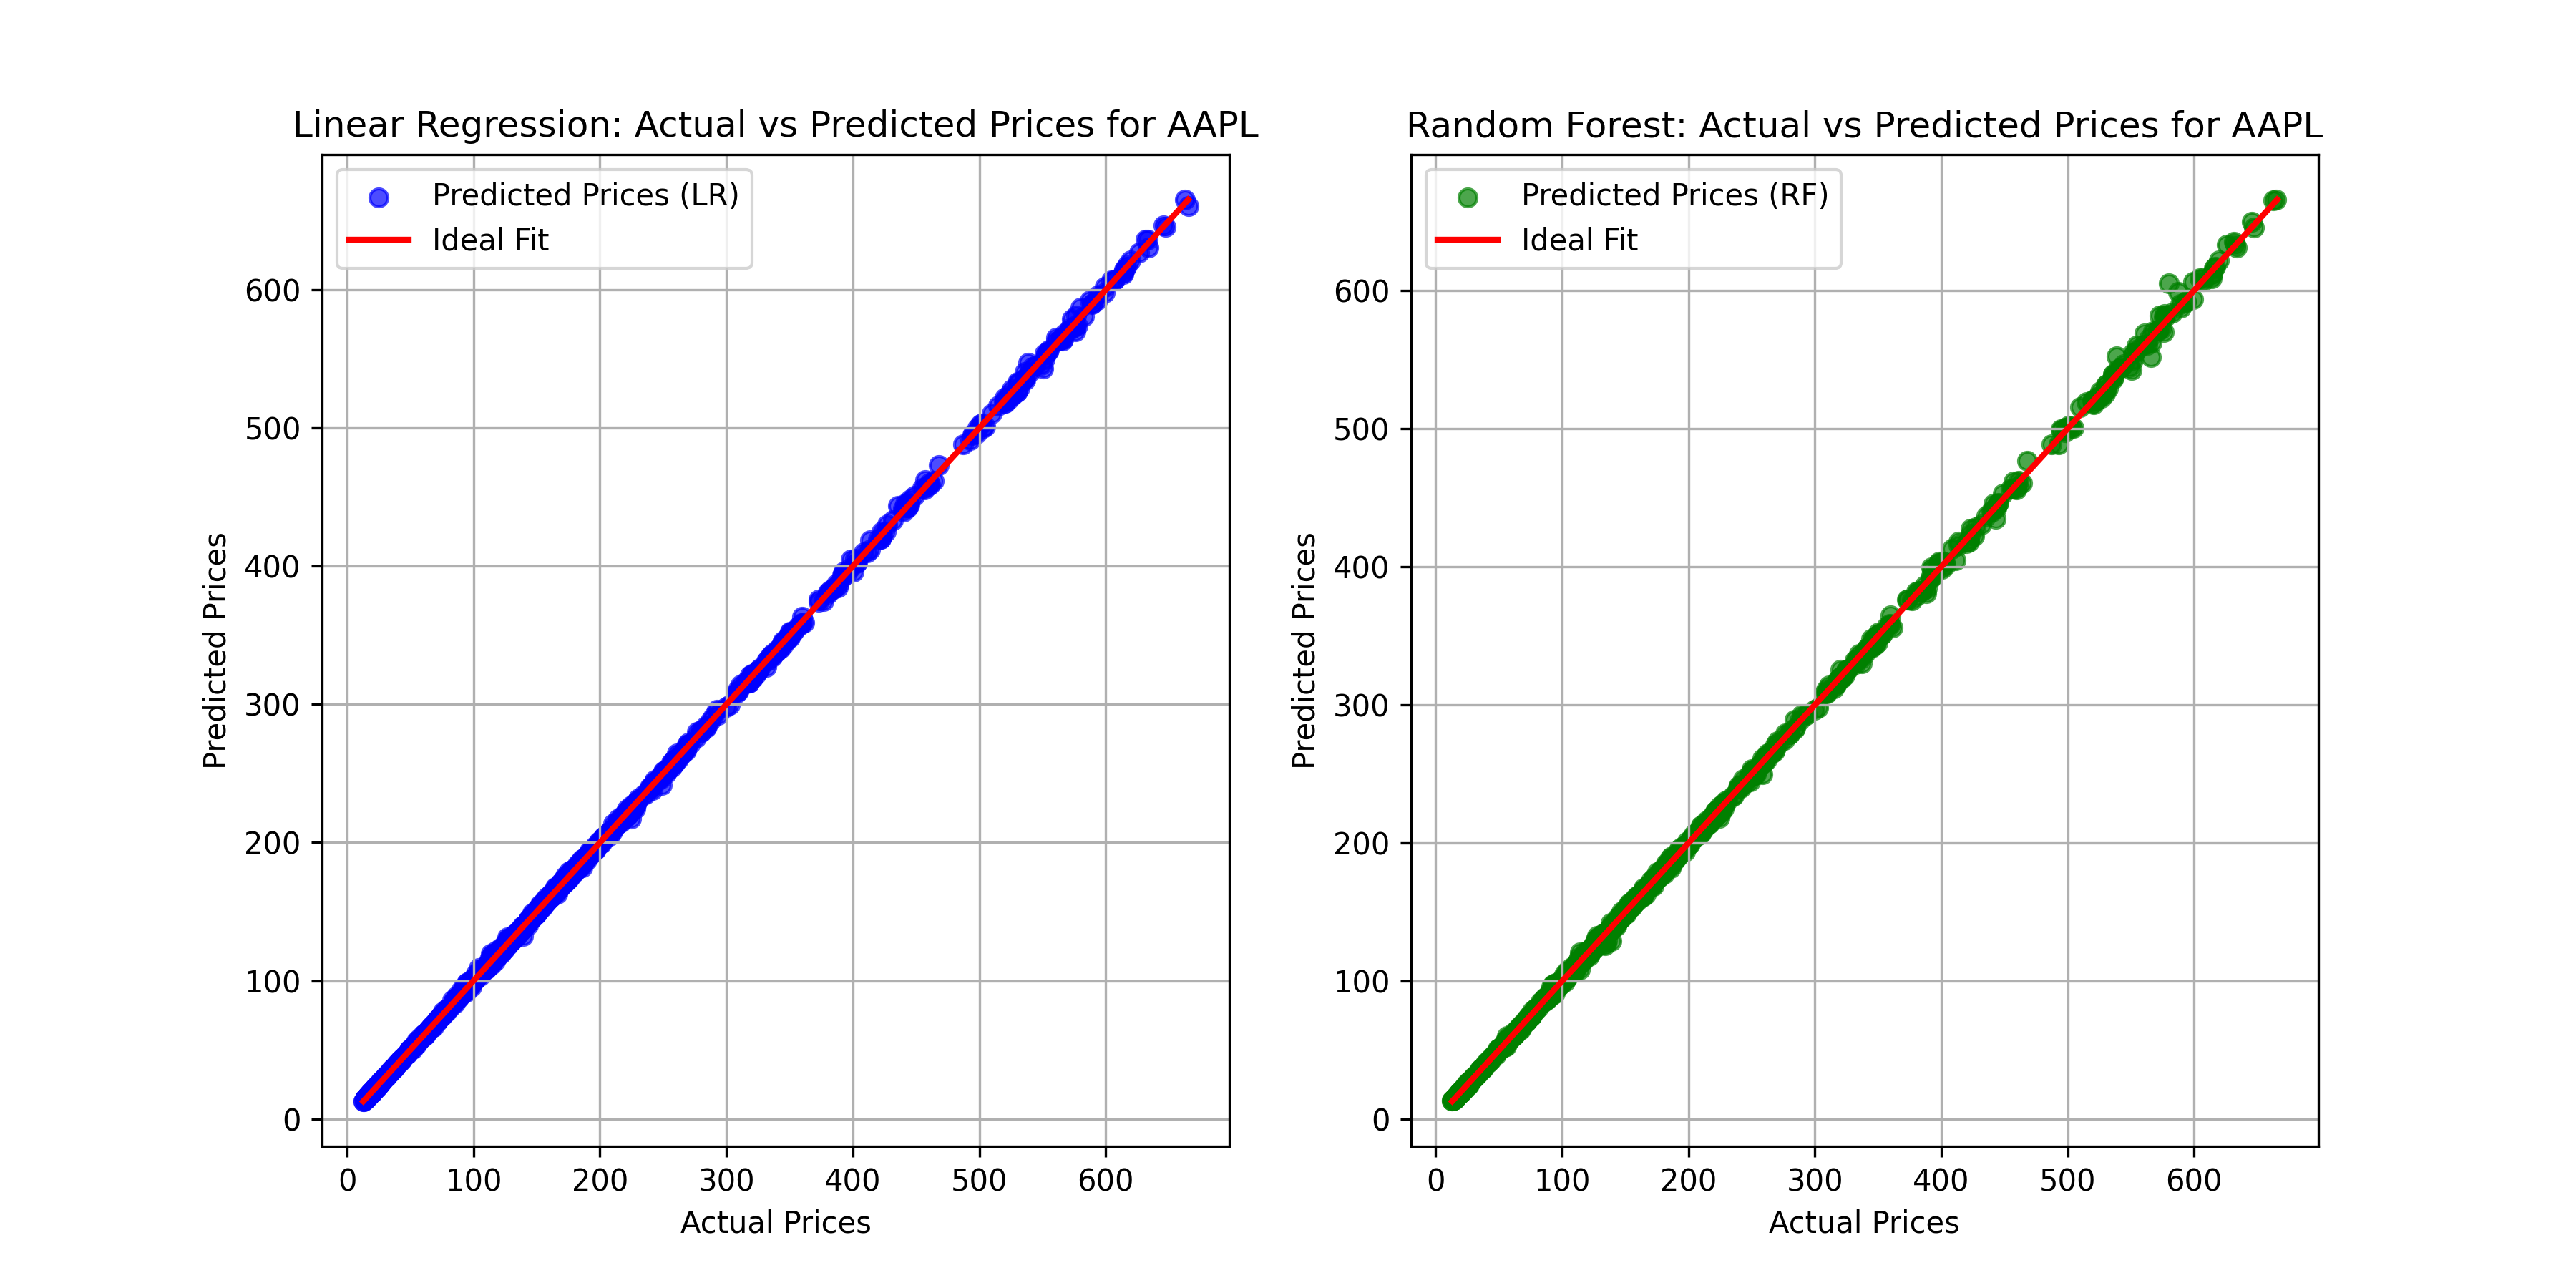 Linear Regression: Actual vs Predicted Prices for AAPL
Predicted Prices (LR)
Ideal Fit
600
500
400
300
200
100
0
Predicted Prices
0 100 200 300 400 500 600
Actual Prices
Random Forest: Actual vs Predicted Prices for AAPL
Predicted Prices (RF)
Ideal Fit
600
500
400
300
200
100
0
Predicted Prices
0 100 200 300 400 500 600
Actual Prices